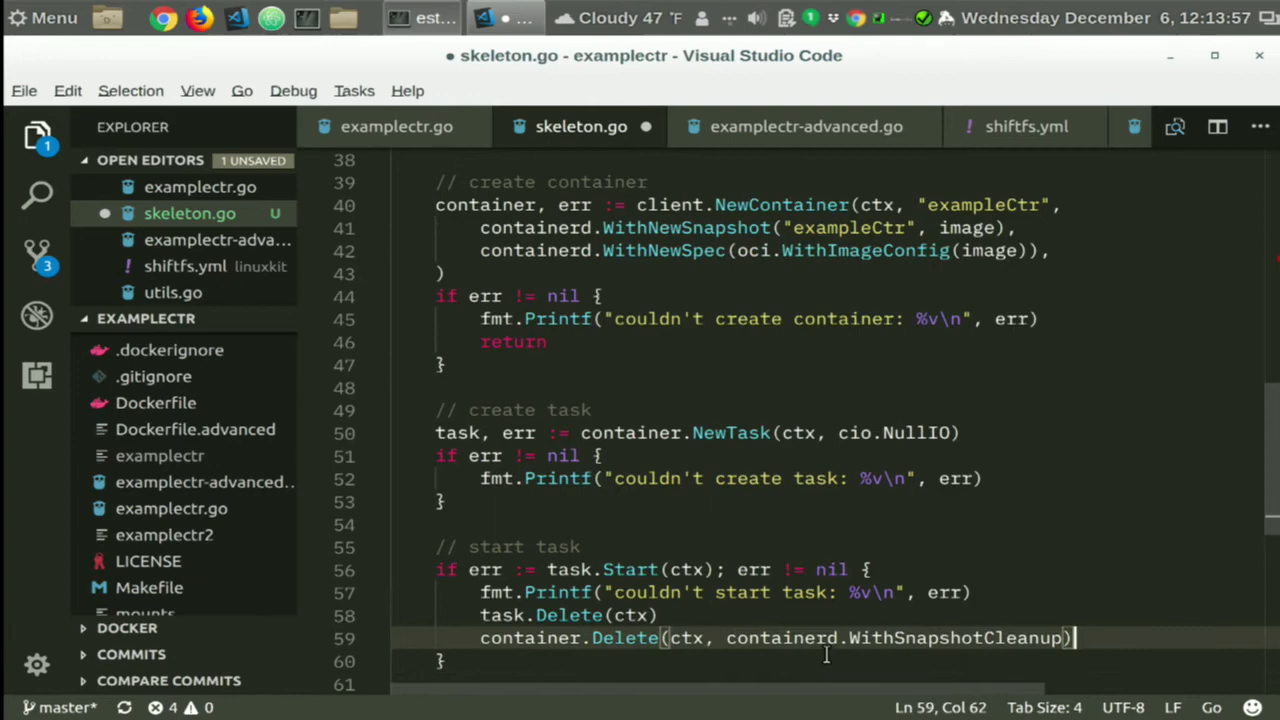 Menu
est...
● ...
Cloudy 47 °F
Wednesday December 6, 12:13:57
● skeleton.go - examplectr - Visual Studio Code
File Edit Selection View Go Debug Tasks Help
EXPLORER
OPEN EDITORS 1 UNSAVED
examplectr.go
skeleton.go U
examplectr-adva...
shiftfs.yml linuxkit
utils.go
EXAMPLECTR
.dockerignore
.gitignore
Dockerfile
Dockerfile.advanced
examplectr
examplectr-advanced..
examplectr.go
examplectr2
LICENSE
Makefile
mounts
DOCKER
COMMITS
COMPARE COMMITS
1
3
examplectr.go
skeleton.go ●
examplectr-advanced.go
! shiftfs.yml
38
39 // create container
40 container, err := client.NewContainer(ctx, "exampleCtr",
41 containerd.WithNewSnapshot("exampleCtr", image),
42 containerd.WithNewSpec(oci.WithImageConfig(image)),
43 )
44 if err != nil {
45 fmt.Printf("couldn't create container: %v\n", err)
46 return
47 }
48
49 // create task
50 task, err := container.NewTask(ctx, cio.NullIO)
51 if err != nil {
52 fmt.Printf("couldn't create task: %v\n", err)
53 }
54
55 // start task
56 if err := task.Start(ctx); err != nil {
57 fmt.Printf("couldn't start task: %v\n", err)
58 task.Delete(ctx)
59 container.Delete(ctx, containerd.WithSnapshotCleanup)
60 }
61
master* 4 0
Ln 59, Col 62 Tab Size: 4 UTF-8 LF Go